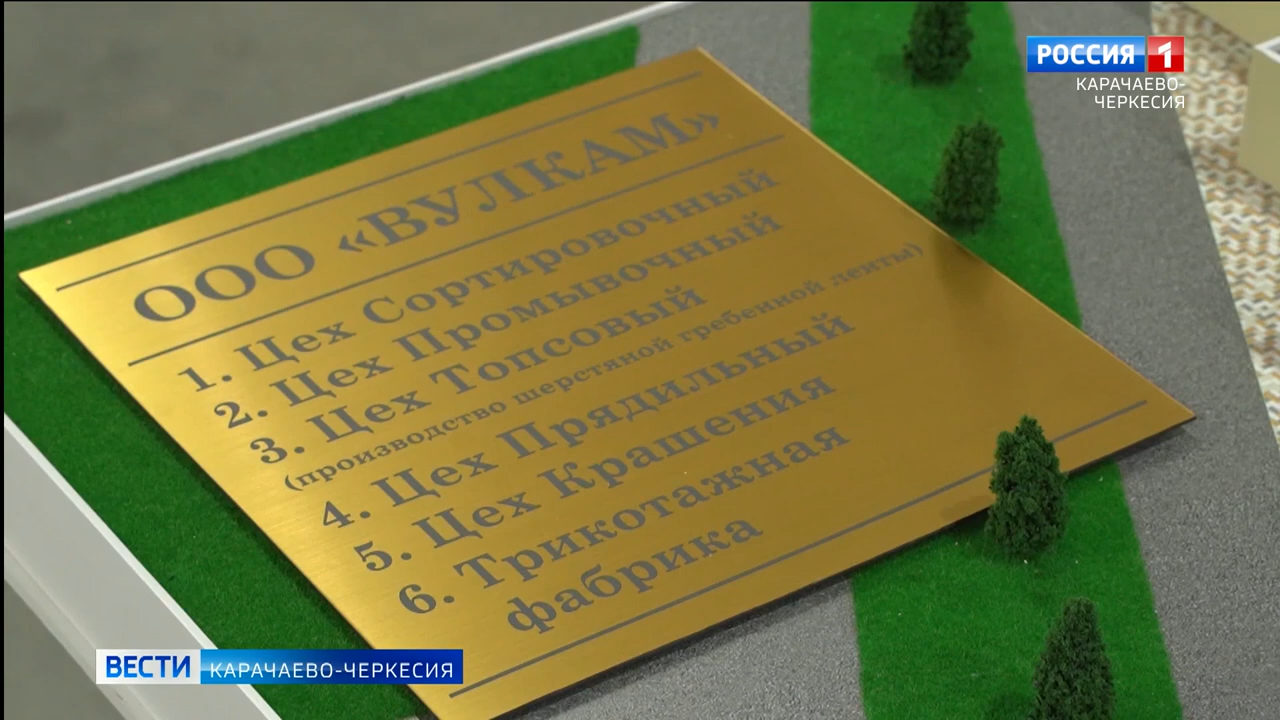 РОССИЯ 1
КАРАЧАЕВО-
ЧЕРКЕСИЯ
ООО «ВУЛКАМ»
1. Цех Сортировочный
2. Цех Промывочный
3. Цех Топсовый
(производство шерстяной гребенной ленты)
4. Цех Прядильный
5. Цех Крашения
6. Трикотажная
фабрика
ВЕСТИ КАРАЧАЕВО-ЧЕРКЕСИЯ